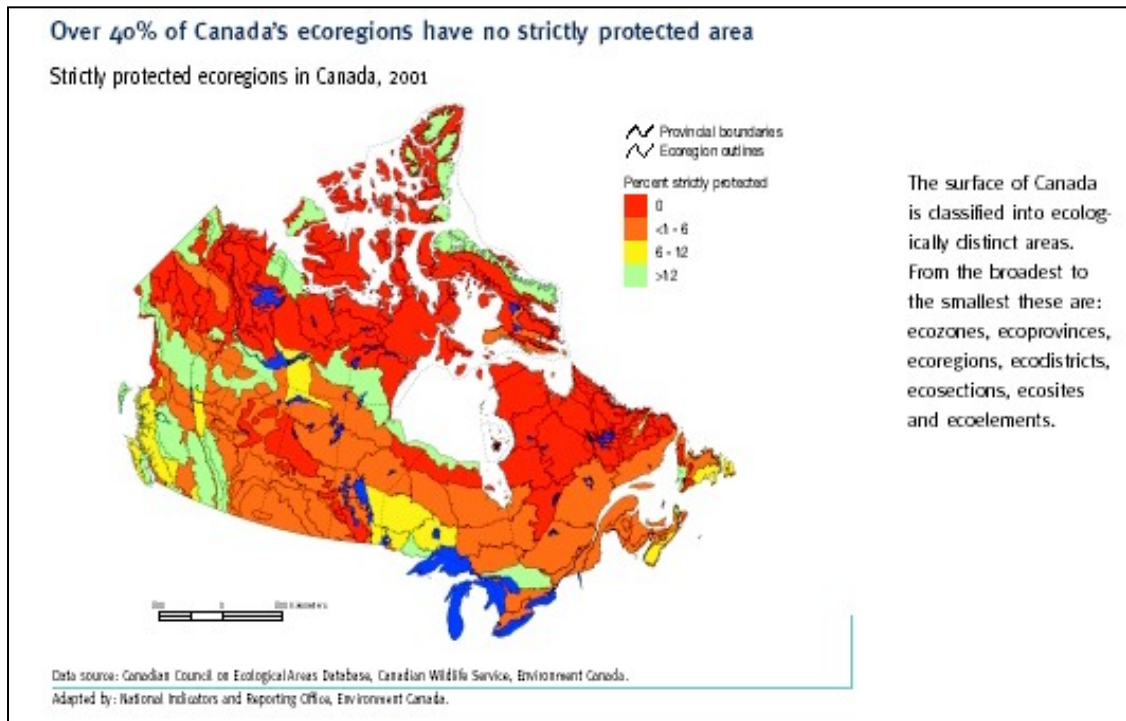 Over 40% of Canada's ecoregions have no strictly protected area
Strictly protected ecoregions in Canada, 2001
Provincial boundaries
Ecoregion outlines
Percent strictly protected
0
<1 - 6
6 - 12
>12
The surface of Canada
is classified into ecolog-
ically distinct areas.
From the broadest to
the smallest these are:
ecozones, ecoprovinces,
ecoregions, ecodistricts,
ecosections, ecosites
and ecoelements.
0
Kilometers
Data source: Canadian Council on Ecological Areas Database, Canadian Wildlife Service, Environment Canada.
Adapted by: National Indicators and Reporting Office, Environment Canada.